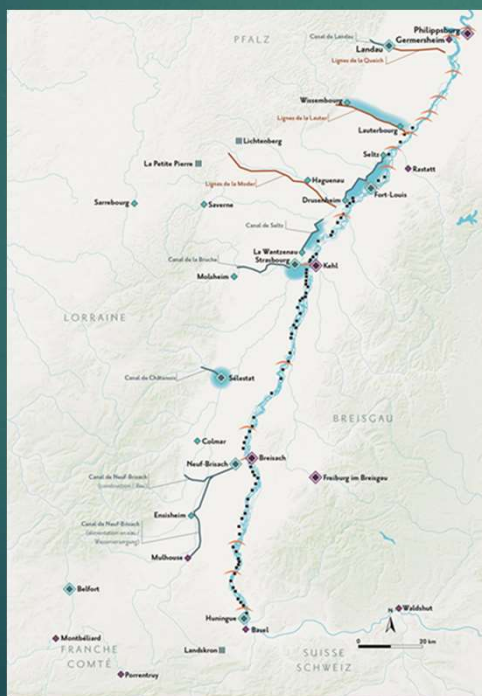 PFALZ
Philippsburg
Germersheim
Canal de Landau
Landau
Lignes de la Queich
Wissembourg
Lignes de la Lauter
Lauterbourg
Lichtenberg
Seltz
La Petite Pierre
Rastatt
Lignes de la Moder
Haguenau
Fort-Louis
Sarrebourg
Saverne
Drusenheim
Canal de Seltz
La Wantzenau
Canal de la Bruche
Strasbourg
Kehl
Molsheim
LORRAINE
Canal de Châtenois
Sélestat
BREISGAU
Colmar
Neuf-Brisach
Breisach
Canal de Neuf-Brisach
Freiburg im Breisgau
Ensisheim
Canal de Neuf-Brisach
Mulhouse
Belfort
Waldshut
N
Huningue
Basel
20 km
Montbéliard
Landskron
FRANCHE
COMTÉ
SUISSE
SCHWEIZ
Porrentruy